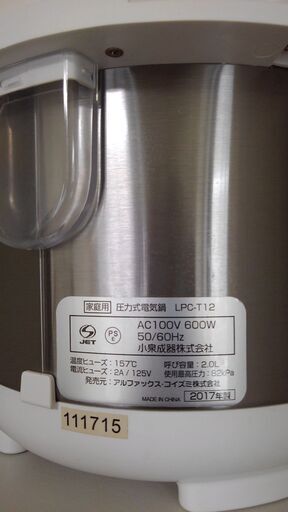 家庭用 圧力式電気鍋 LPC-T12
S JET
PS E
AC100V 600W
50/60Hz
小泉成器株式会社
温度ヒューズ：157℃ 呼び容量：2.0L
電流ヒューズ：2A / 125V 使用最高圧力：82kPa
発売元：アルファックス・コイズミ株式会社
MADE IN CHINA
2017年製
111715